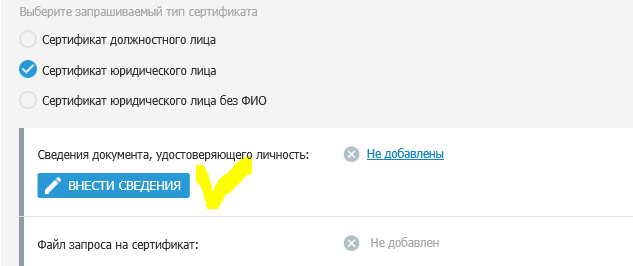 Выберите запрашиваемый тип сертификата
Сертификат должностного лица
Сертификат юридического лица
Сертификат юридического лица без ФИО
Сведения документа, удостоверяющего личность: Не добавлены
ВНЕСТИ СВЕДЕНИЯ
Файл запроса на сертификат: Не добавлен